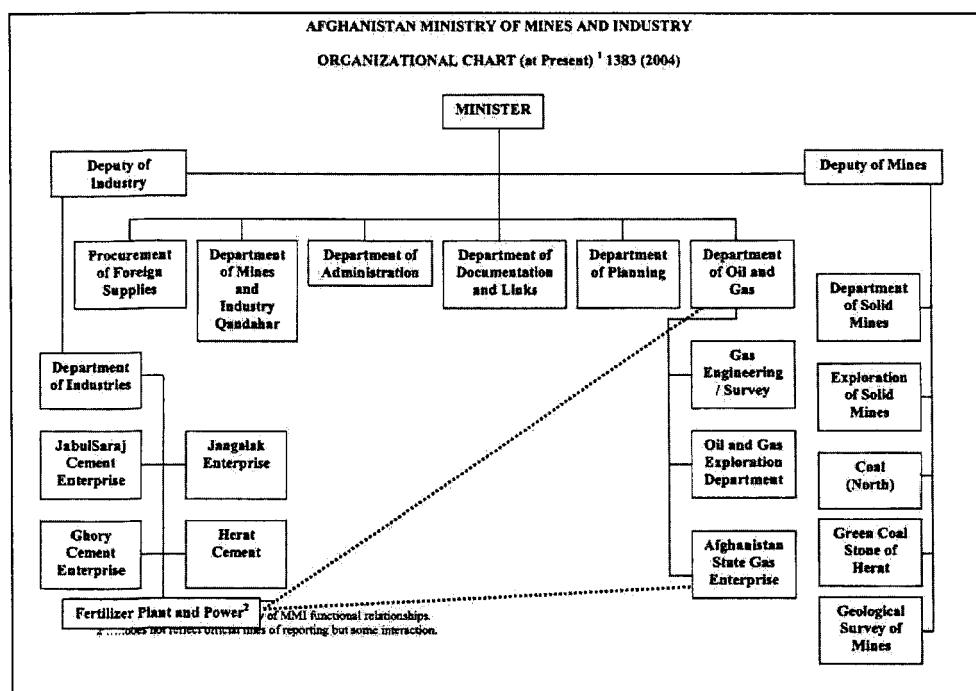 AFGHANISTAN MINISTRY OF MINES AND INDUSTRY
ORGANIZATIONAL CHART (at Present) 1 1383 (2004)
MINISTER
Deputy of
Industry
Deputy of Mines
Procurement
of Foreign
Supplies
Department
of Mines
and
Industry
Qandahar
Department of
Administration
Department of
Documentation
and Links
Department
of Planning
Department
of Oil and
Gas
Department
of Solid
Mines
Department
of Industries
Gas
Engineering
/ Survey
Exploration
of Solid
Mines
JabulSaraj
Cement
Enterprise
Jangalak
Enterprise
Oil and Gas
Exploration
Department
Coal
(North)
Ghory
Cement
Enterprise
Herat
Cement
Afghanistan
State Gas
Enterprise
Green Coal
Stone of
Herat
Fertilizer Plant and Power2
Geological
Survey of
Mines
of MMI functional relationships.
2 .....does not reflect official lines of reporting but some interaction.